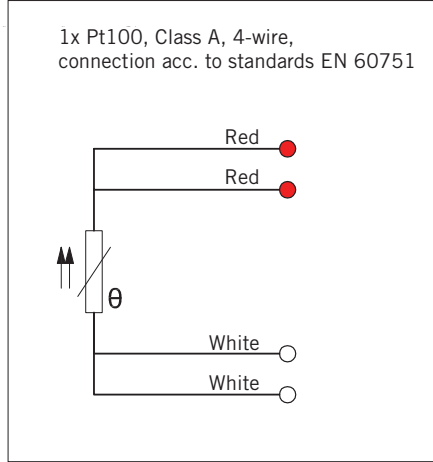 1x Pt100, Class A, 4-wire,
connection acc. to standards EN 60751
Red
Red
θ
White
White